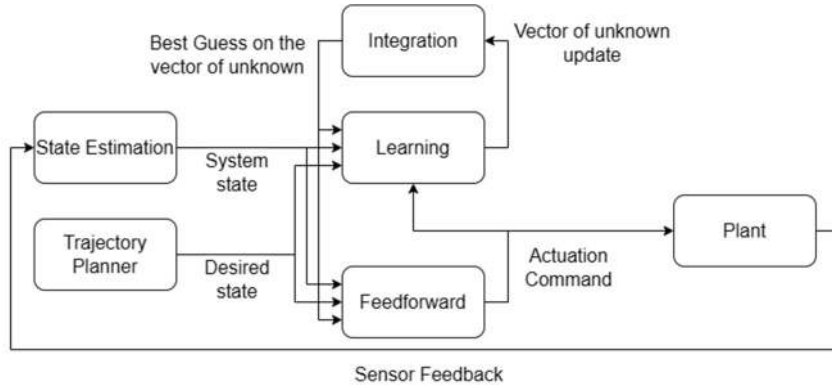 Best Guess on the
vector of unknown
Integration
Vector of unknown
update
State Estimation
System
state
Learning
Trajectory
Planner
Desired
state
Feedforward
Actuation
Command
Plant
Sensor Feedback